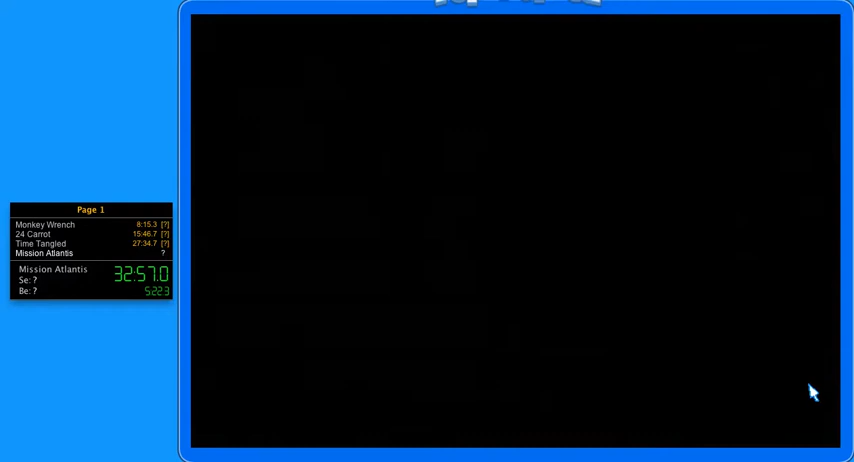 Page 1
Monkey Wrench 8:15.3 [?]
24 Carrot 15:46.7 [?]
Time Tangled 27:34.7 [?]
Mission Atlantis ?
Mission Atlantis 32:57.0
Se: ?
Be: ? 5:22.3